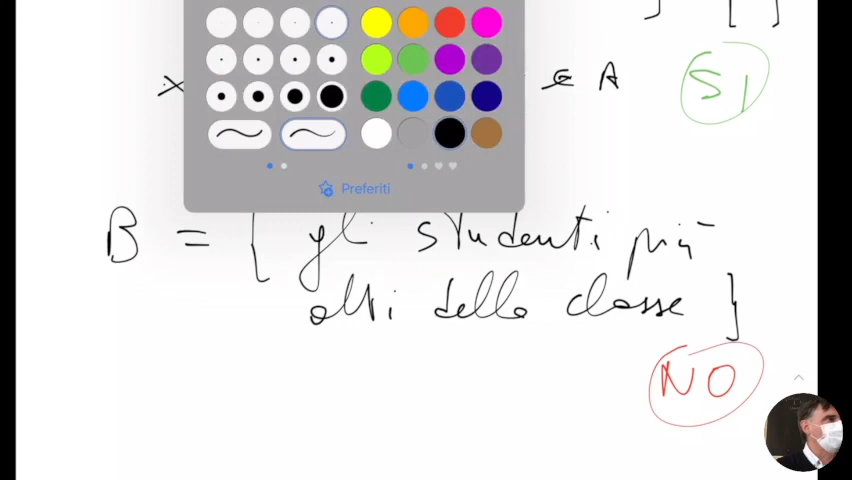 x ∉ A
SI
Preferiti
B = { gli studenti più
alti della classe }
NO